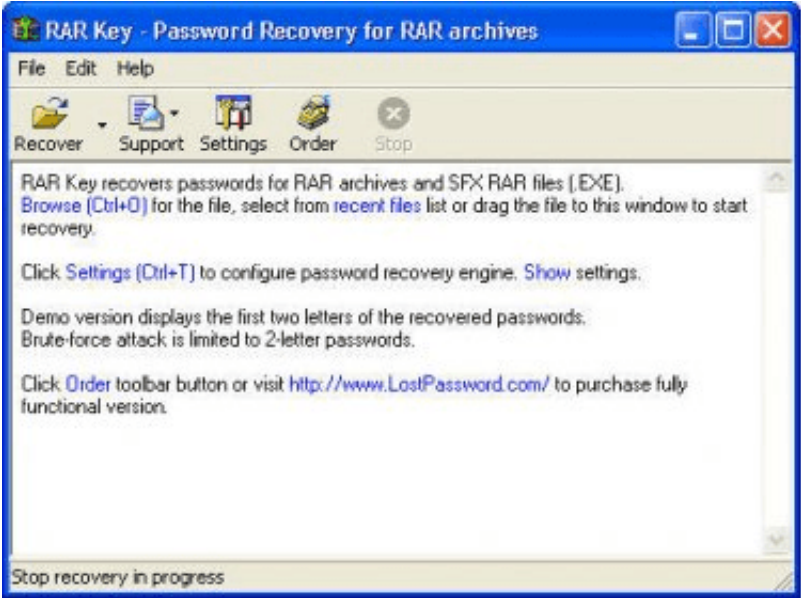 RAR Key - Password Recovery for RAR archives
File Edit Help
Recover Support Settings Order Stop
RAR Key recovers passwords for RAR archives and SFX RAR files (.EXE).
Browse (Ctrl+O) for the file, select from recent files list or drag the file to this window to start
recovery.
Click Settings (Ctrl+T) to configure password recovery engine. Show settings.
Demo version displays the first two letters of the recovered passwords.
Brute-force attack is limited to 2-letter passwords.
Click Order toolbar button or visit http://www.LostPassword.com/ to purchase fully
functional version.
Stop recovery in progress